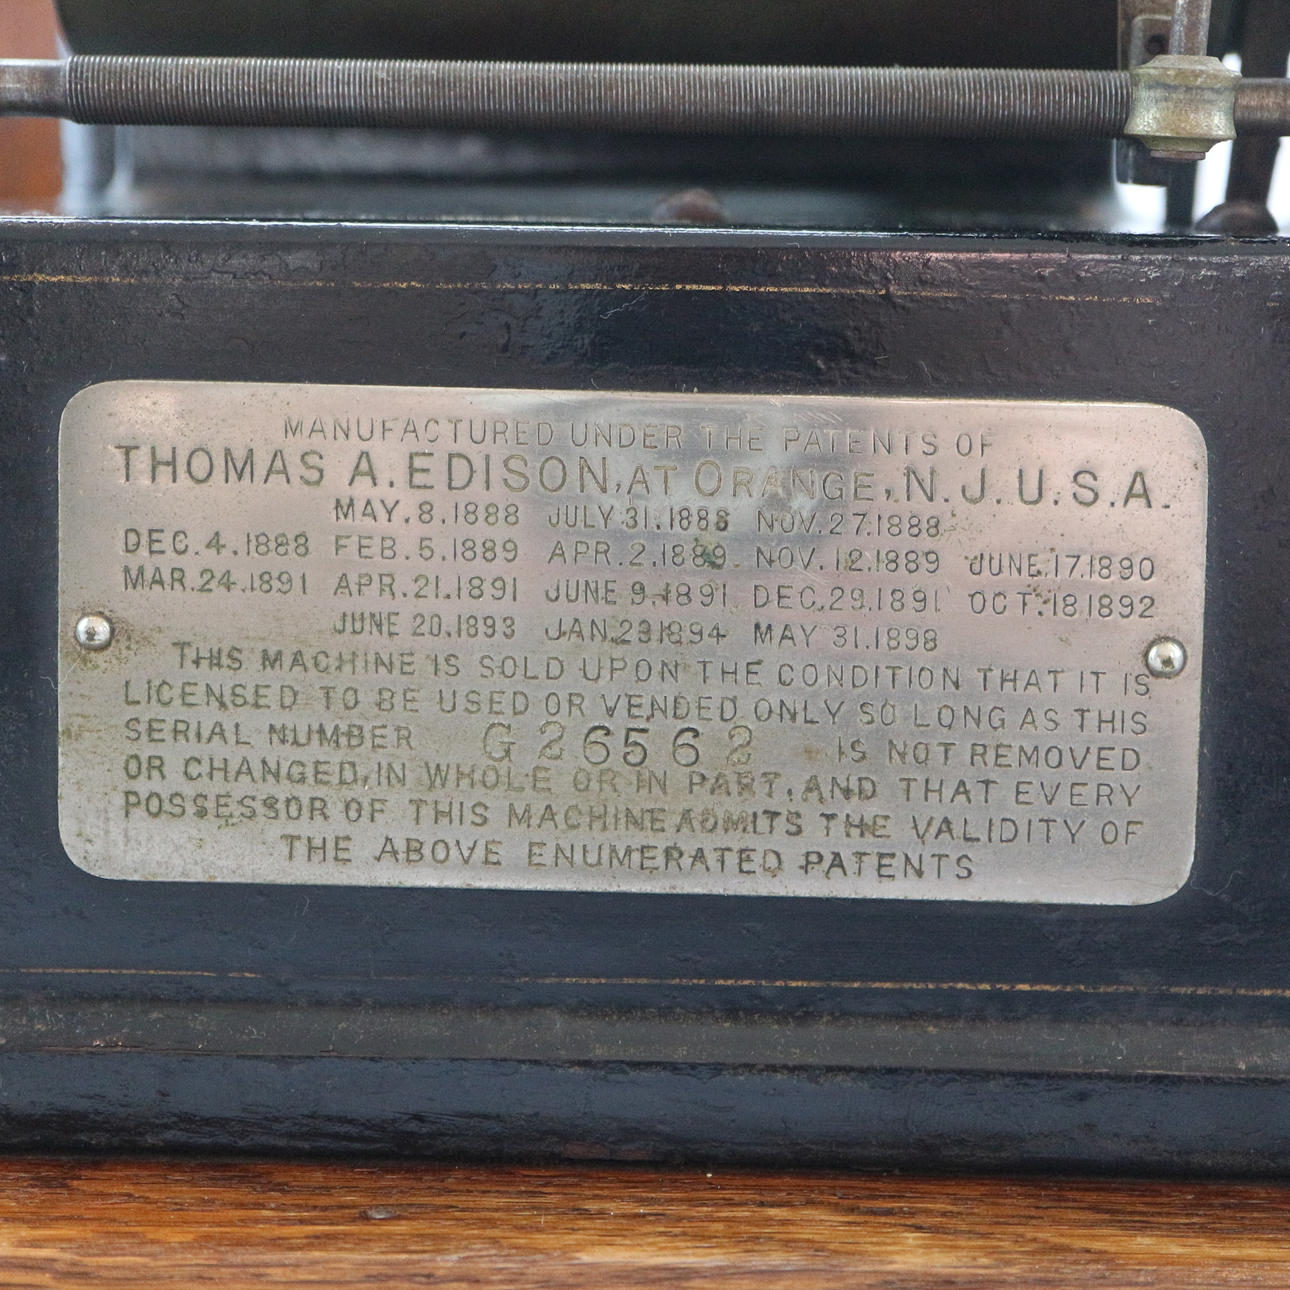 MANUFACTURED UNDER THE PATENTS OF
THOMAS A. EDISON, AT ORANGE, N. J. U. S. A.
MAY. 8. 1888 JULY 31. 1888 NOV. 27. 1888
DEC. 4. 1888 FEB. 5. 1889 APR. 2. 1889. NOV. 12. 1889 JUNE. 17. 1890
MAR. 24. 1891 APR. 21. 1891 JUNE 9. 1891 DEC. 29. 1891 OCT. 18 1892
JUNE 20. 1893 JAN. 23 1894 MAY 31. 1898
THIS MACHINE IS SOLD UPON THE CONDITION THAT IT IS
LICENSED TO BE USED OR VENDED ONLY SO LONG AS THIS
SERIAL NUMBER G 26562 IS NOT REMOVED
OR CHANGED, IN WHOLE OR IN PART, AND THAT EVERY
POSSESSOR OF THIS MACHINE ADMITS THE VALIDITY OF
THE ABOVE ENUMERATED PATENTS